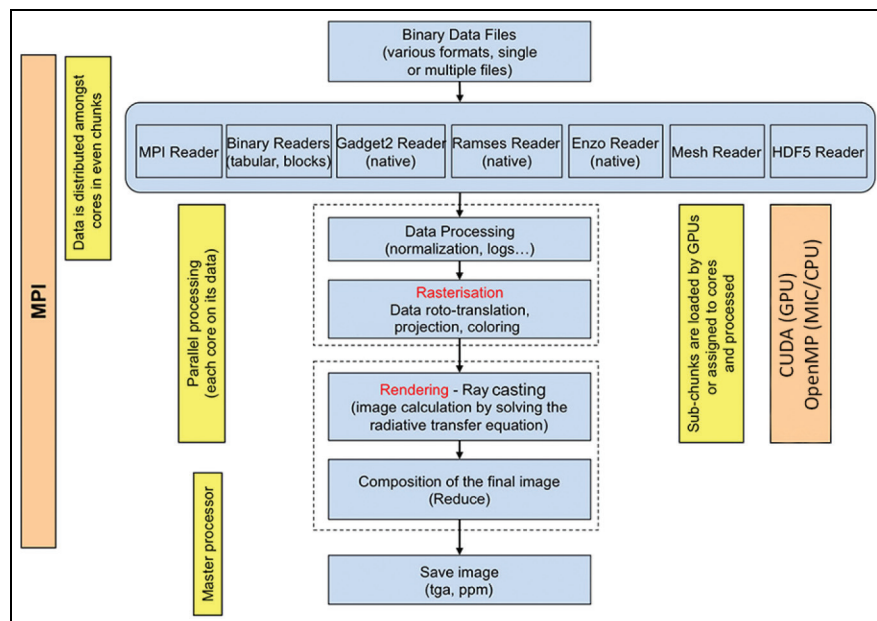 Binary Data Files
(various formats, single
or multiple files)
MPI
Data is distributed amongst
cores in even chunks
MPI Reader
Binary Readers
(tabular, blocks)
Gadget2 Reader
(native)
Ramses Reader
(native)
Enzo Reader
(native)
Mesh Reader
HDF5 Reader
Parallel processing
(each core on its data)
Data Processing
(normalization, logs…)
Rasterisation
Data roto-translation,
projection, coloring
Sub-chunks are loaded by GPUs
or assigned to cores
and processed
CUDA (GPU)
OpenMP (MIC/CPU)
Rendering - Ray casting
(image calculation by solving the
radiative transfer equation)
Master processor
Composition of the final image
(Reduce)
Save image
(tga, ppm)